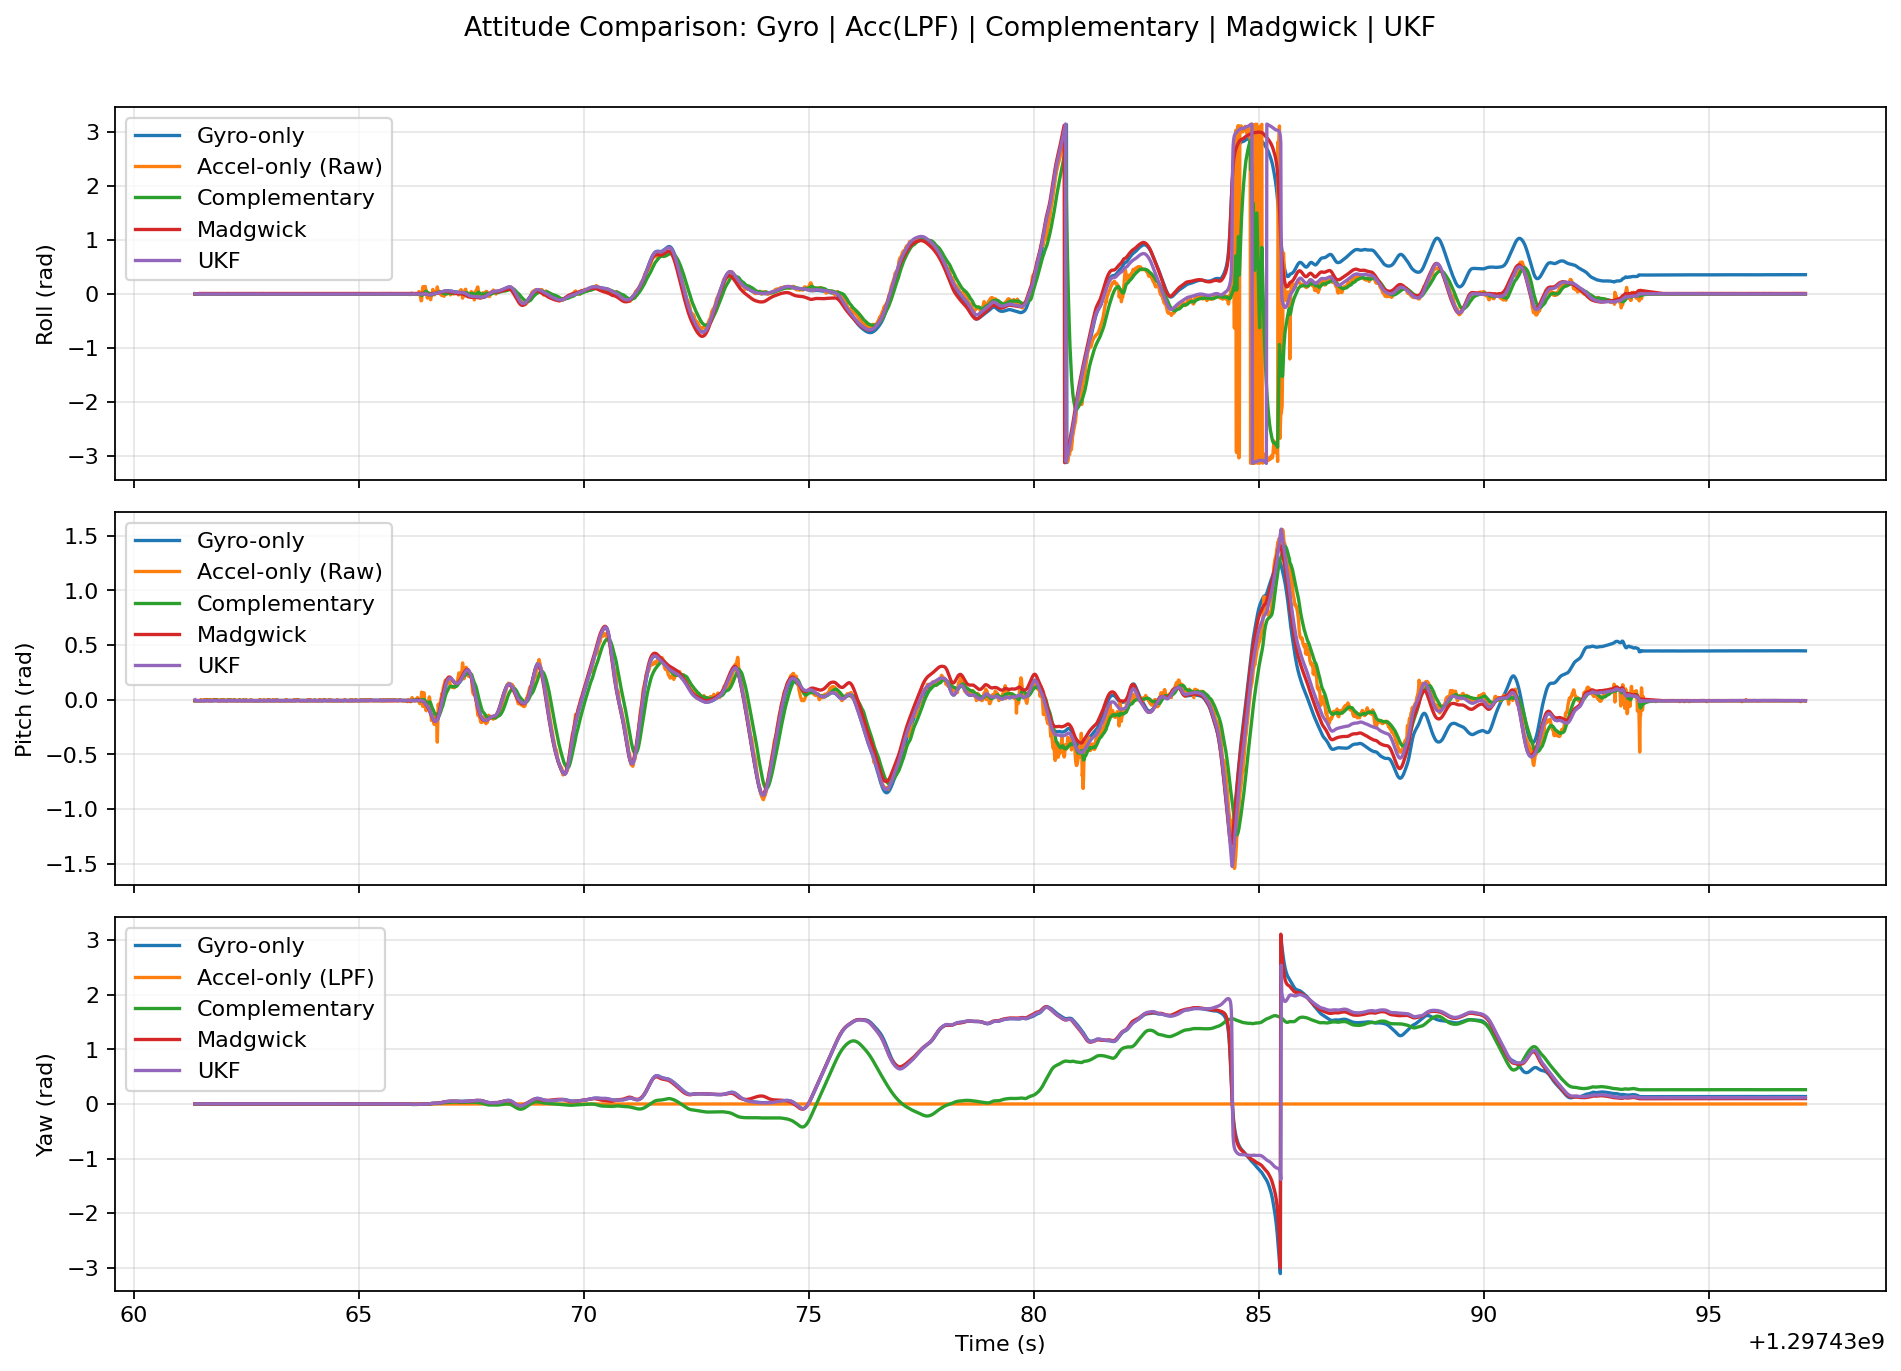 Attitude Comparison: Gyro | Acc(LPF) | Complementary | Madgwick | UKF
Roll (rad)
3
2
1
0
−1
−2
−3
Gyro-only
Accel-only (Raw)
Complementary
Madgwick
UKF
Pitch (rad)
1.5
1.0
0.5
0.0
−0.5
−1.0
−1.5
Gyro-only
Accel-only (Raw)
Complementary
Madgwick
UKF
Yaw (rad)
3
2
1
0
−1
−2
−3
Gyro-only
Accel-only (LPF)
Complementary
Madgwick
UKF
60 65 70 75 80 85 90 95
Time (s)
+1.29743e9